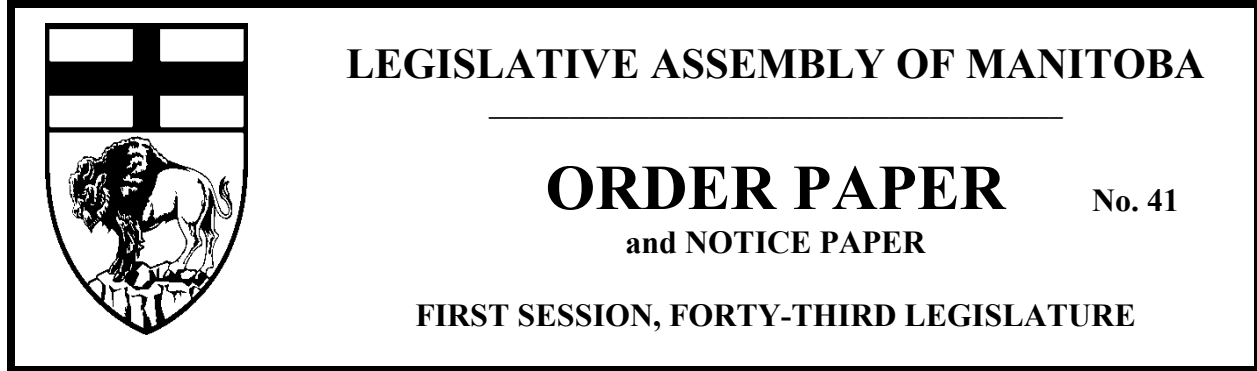 LEGISLATIVE ASSEMBLY OF MANITOBA
ORDER PAPER No. 41
and NOTICE PAPER
FIRST SESSION, FORTY-THIRD LEGISLATURE